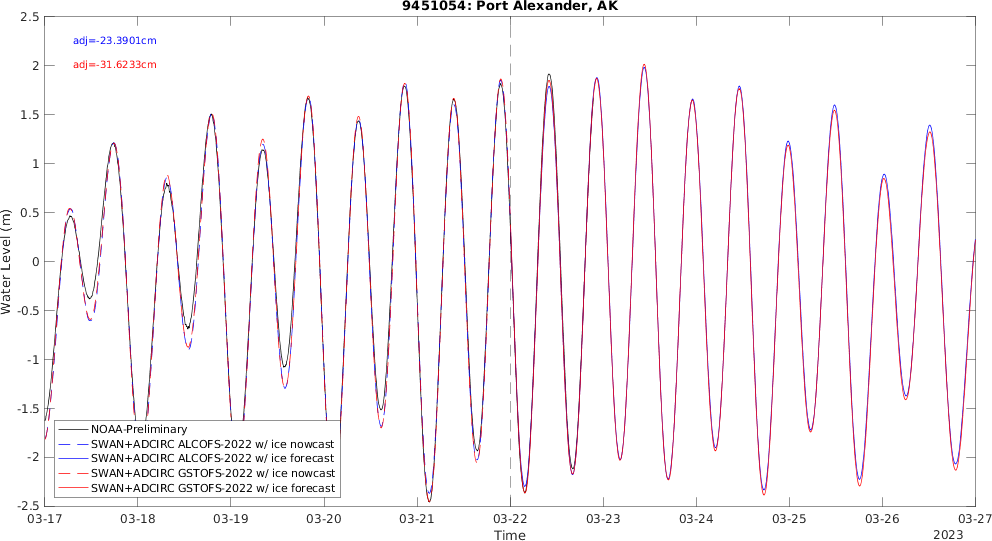 9451054: Port Alexander, AK
adj=-23.3901cm
adj=-31.6233cm
2.5
2
1.5
1
0.5
0
-0.5
-1
-1.5
-2
-2.5
Water Level (m)
NOAA-Preliminary
SWAN+ADCIRC ALCOFS-2022 w/ ice nowcast
SWAN+ADCIRC ALCOFS-2022 w/ ice forecast
SWAN+ADCIRC GSTOFS-2022 w/ ice nowcast
SWAN+ADCIRC GSTOFS-2022 w/ ice forecast
03-17 03-18 03-19 03-20 03-21 03-22 03-23 03-24 03-25 03-26 03-27
Time
2023